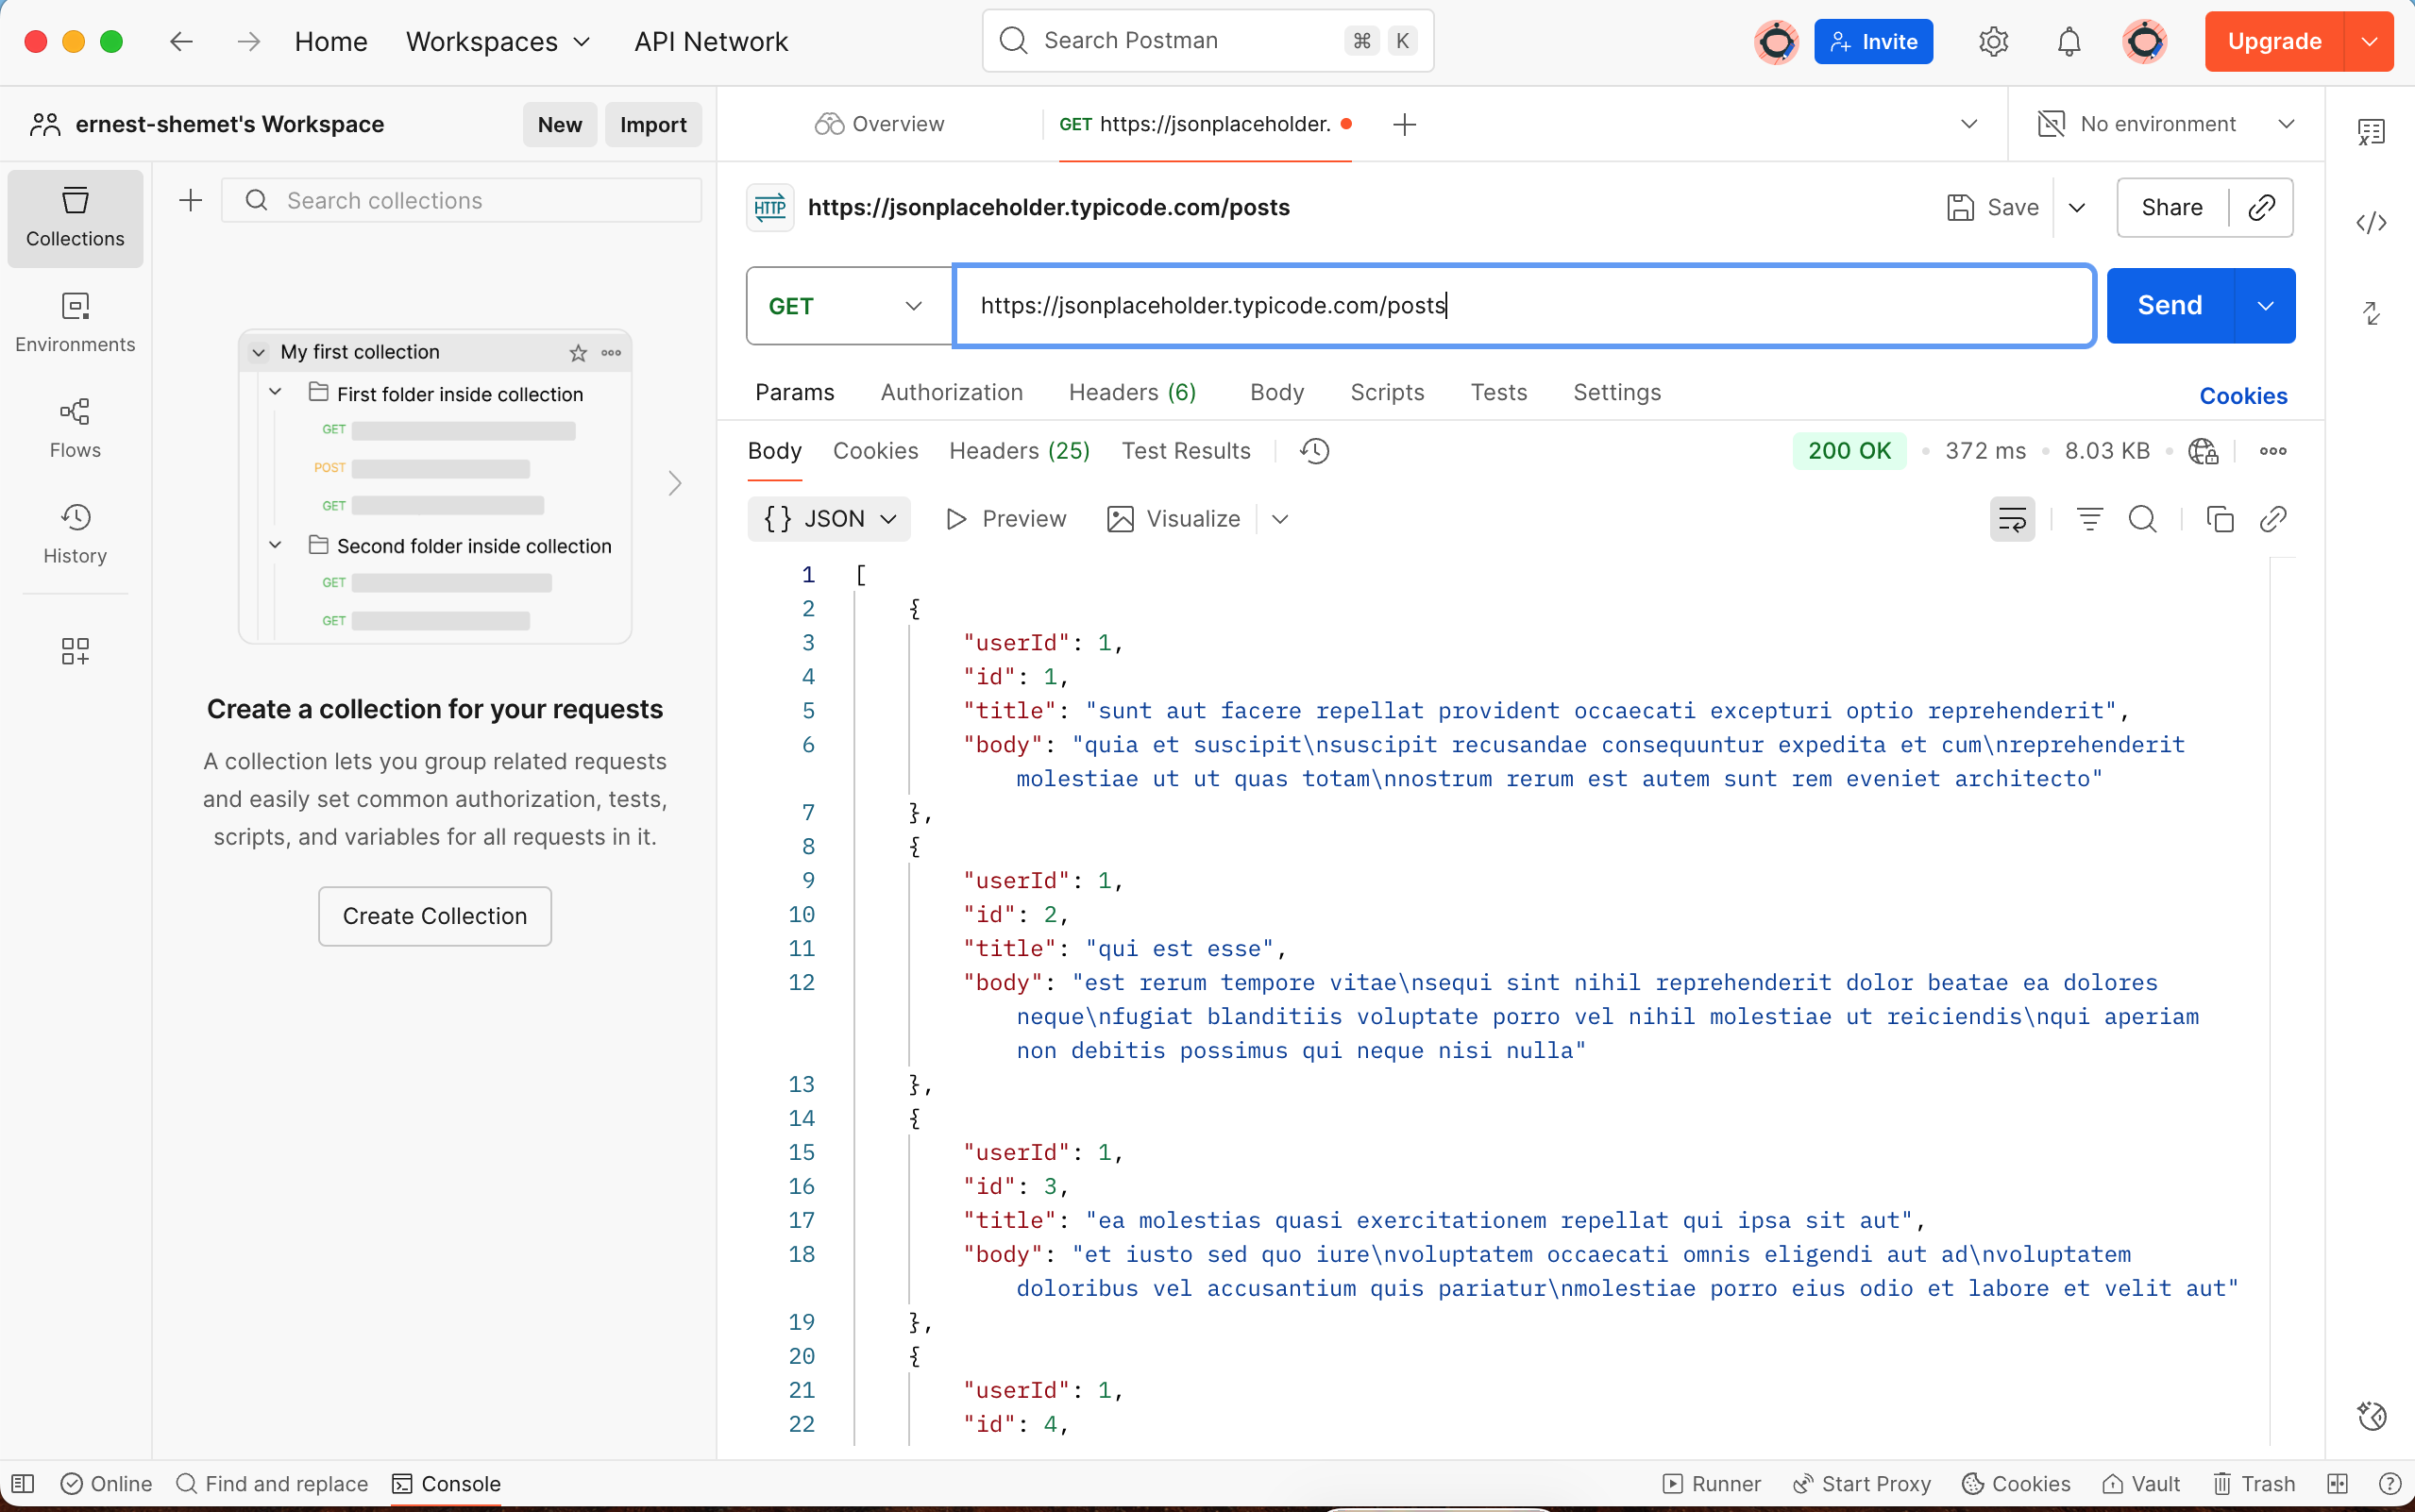 Home
Workspaces
API Network
Search Postman
⌘ K
Invite
Upgrade
ernest-shemet's Workspace
New
Import
Overview
GET https://jsonplaceholder.
No environment
Collections
Environments
Flows
History
Search collections
My first collection
First folder inside collection
GET
POST
GET
Second folder inside collection
GET
GET
Create a collection for your requests
A collection lets you group related requests
and easily set common authorization, tests,
scripts, and variables for all requests in it.
Create Collection
HTTP
https://jsonplaceholder.typicode.com/posts
Save
Share
GET
https://jsonplaceholder.typicode.com/posts
Send
Params
Authorization
Headers (6)
Body
Scripts
Tests
Settings
Cookies
Body
Cookies
Headers (25)
Test Results
200 OK
372 ms
8.03 KB
{} JSON
Preview
Visualize
1 [
2 {
3 "userId": 1,
4 "id": 1,
5 "title": "sunt aut facere repellat provident occaecati excepturi optio reprehenderit",
6 "body": "quia et suscipit\nsuscipit recusandae consequuntur expedita et cum\nreprehenderit
molestiae ut ut quas totam\nnostrum rerum est autem sunt rem eveniet architecto"
7 },
8 {
9 "userId": 1,
10 "id": 2,
11 "title": "qui est esse",
12 "body": "est rerum tempore vitae\nsequi sint nihil reprehenderit dolor beatae ea dolores
neque\nfugiat blanditiis voluptate porro vel nihil molestiae ut reiciendis\nqui aperiam
non debitis possimus qui neque nisi nulla"
13 },
14 {
15 "userId": 1,
16 "id": 3,
17 "title": "ea molestias quasi exercitationem repellat qui ipsa sit aut",
18 "body": "et iusto sed quo iure\nvoluptatem occaecati omnis eligendi aut ad\nvoluptatem
doloribus vel accusantium quis pariatur\nmolestiae porro eius odio et labore et velit aut"
19 },
20 {
21 "userId": 1,
22 "id": 4,
Online
Find and replace
Console
Runner
Start Proxy
Cookies
Vault
Trash